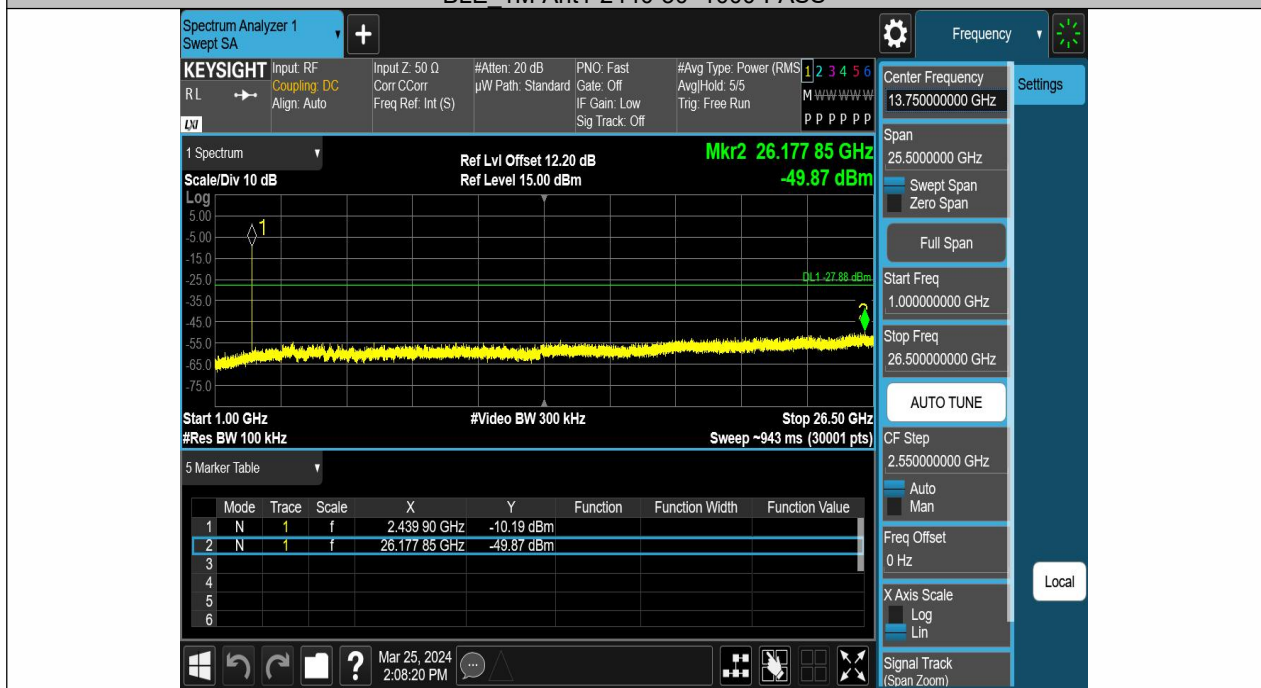 Spectrum Analyzer 1
Swept SA
+
Frequency
KEYSIGHT
RL
LXI
Input: RF
Coupling: DC
Align: Auto
Input Z: 50 Ω
Corr CCorr
Freq Ref: Int (S)
#Atten: 20 dB
µW Path: Standard
PNO: Fast
Gate: Off
IF Gain: Low
Sig Track: Off
#Avg Type: Power (RMS
Avg|Hold: 5/5
Trig: Free Run
1 2 3 4 5 6
M W W W W W
P P P P P P
Center Frequency
13.750000000 GHz
Settings
Span
25.5000000 GHz
Swept Span
Zero Span
Full Span
Start Freq
1.000000000 GHz
Stop Freq
26.500000000 GHz
AUTO TUNE
CF Step
2.550000000 GHz
Auto
Man
Freq Offset
0 Hz
X Axis Scale
Log
Lin
Signal Track
(Span Zoom)
Local
1 Spectrum
Ref Lvl Offset 12.20 dB
Mkr2 26.177 85 GHz
Scale/Div 10 dB
Ref Level 15.00 dBm
-49.87 dBm
Log
5.00
-5.00
-15.0
-25.0
-35.0
-45.0
-55.0
-65.0
-75.0
1
DL1 -27.88 dBm
Start 1.00 GHz
#Video BW 300 kHz
Stop 26.50 GHz
#Res BW 100 kHz
Sweep ~943 ms (30001 pts)
5 Marker Table
Mode Trace Scale X Y Function Function Width Function Value
1 N 1 f 2.439 90 GHz -10.19 dBm
2 N 1 f 26.177 85 GHz -49.87 dBm
3
4
5
6
?
Mar 25, 2024
2:08:20 PM